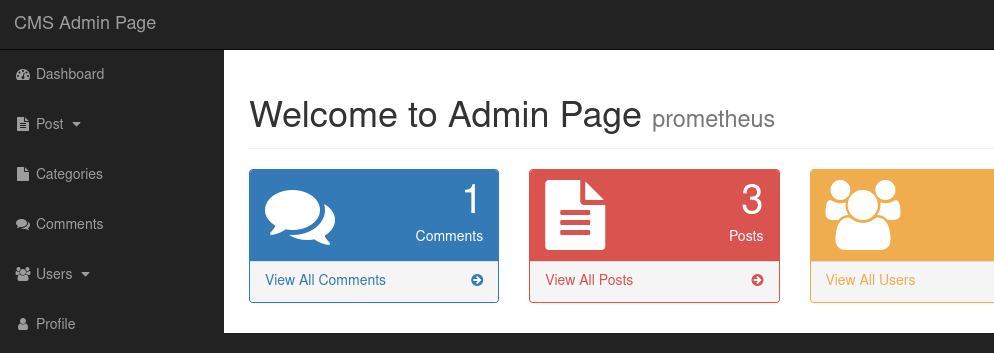 CMS Admin Page
Dashboard
Post
Categories
Comments
Users
Profile
Welcome to Admin Page prometheus
1
Comments
View All Comments
3
Posts
View All Posts
View All Users